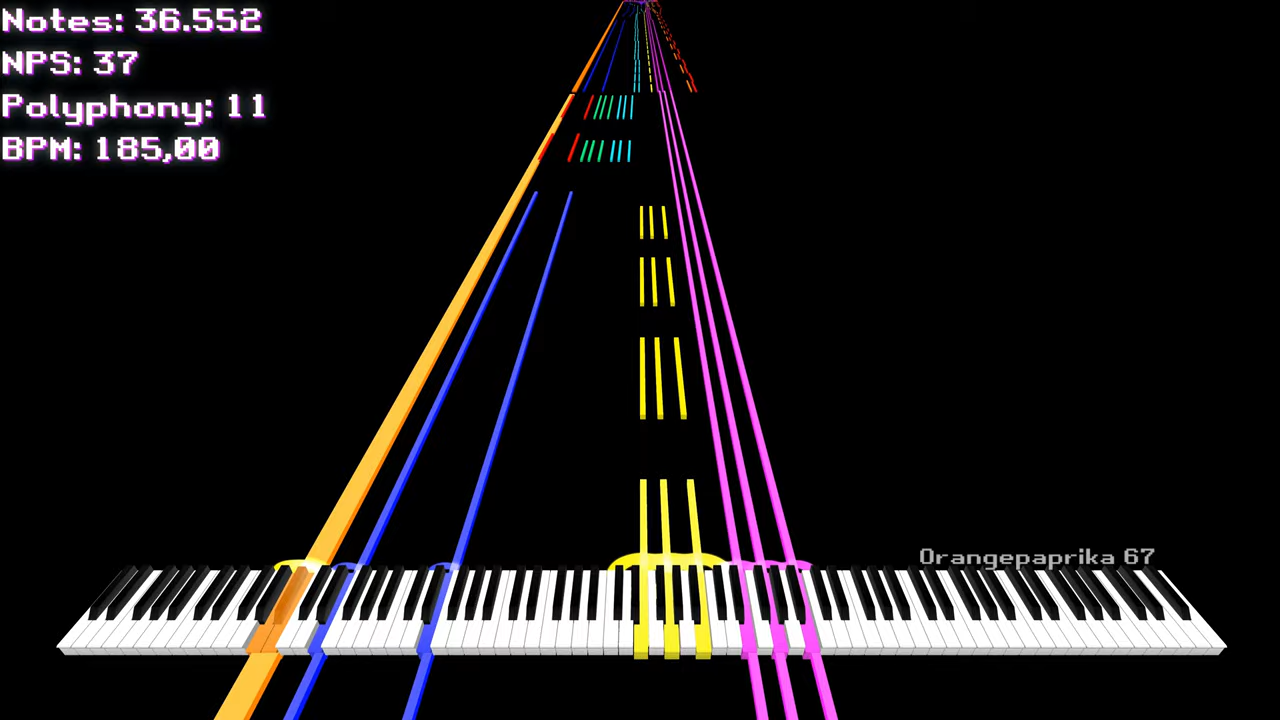 Notes: 36.552
NPS: 37
Polyphony: 11
BPM: 185,00
Orangepaprika 67